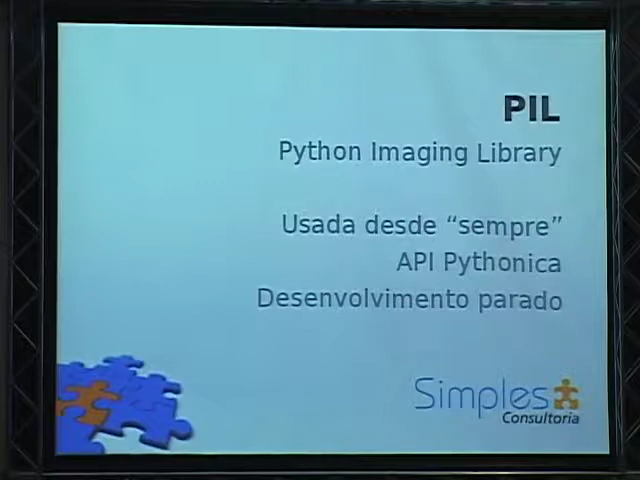 PIL
Python Imaging Library
Usada desde “sempre”
API Pythonica
Desenvolvimento parado
Simples
Consultoria